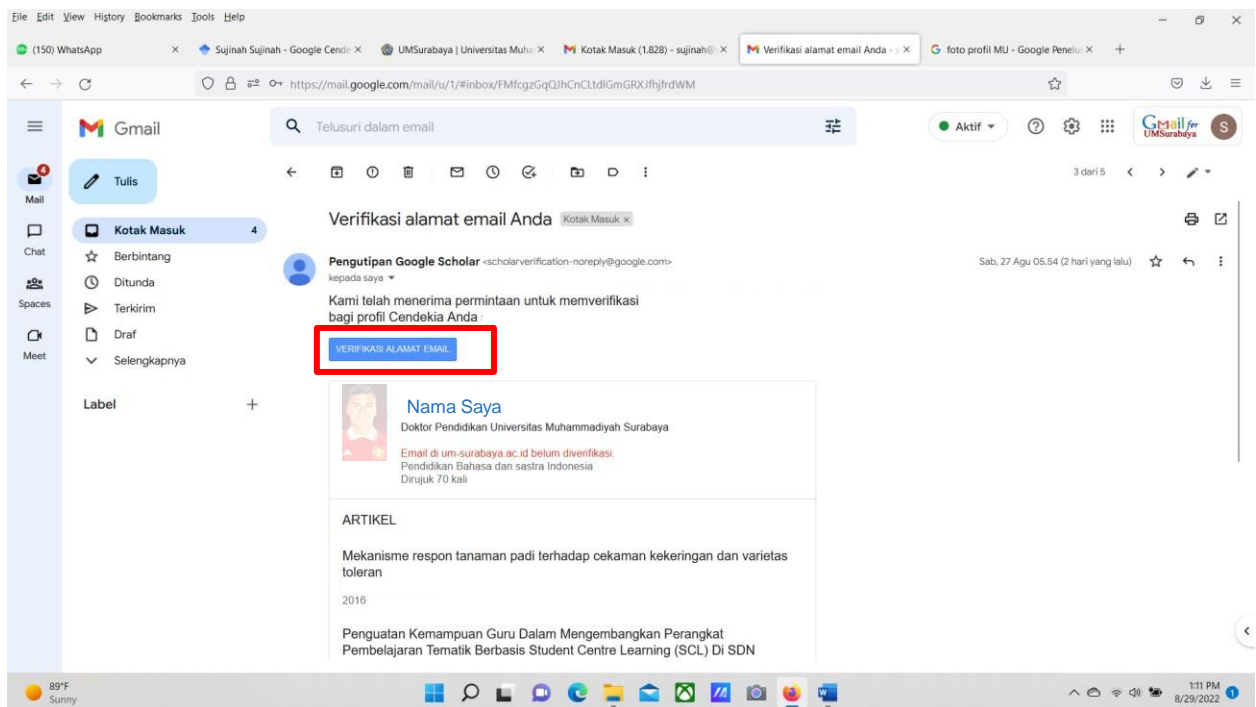 File Edit View History Bookmarks Tools Help
(150) WhatsApp
Sujinah Sujinah - Google Cende
UMSurabaya | Universitas Muha
Kotak Masuk (1.828) - sujinah@
Verifikasi alamat email Anda - s
foto profil MU - Google Penelu
https://mail.google.com/mail/u/1/#inbox/
Gmail
Telusuri dalam email
Aktif
Gmail for
UMSurabaya
S
9
Mail
Chat
Spaces
Meet
Tulis
Kotak Masuk 4
Berbintang
Ditunda
Terkirim
Draf
Selengkapnya
Label
3 dari 5
Verifikasi alamat email Anda Kotak Masuk
Pengutipan Google Scholar <scholarverification-noreply@google.com>
Sab, 27 Agu 05.54 (2 hari yang lalu)
kepada saya
Kami telah menerima permintaan untuk memverifikasi
bagi profil Cendekia Anda
VERIFIKASI ALAMAT EMAIL
Nama Saya
Doktor Pendidikan Universitas Muhammadiyah Surabaya
Email di um-surabaya.ac.id belum diverifikasi.
Pendidikan Bahasa dan sastra Indonesia
Dirujuk 70 kali
ARTIKEL
Mekanisme respon tanaman padi terhadap cekaman kekeringan dan varietas
toleran
2016
Penguatan Kemampuan Guru Dalam Mengembangkan Perangkat
Pembelajaran Tematik Berbasis Student Centre Learning (SCL) Di SDN
89°F
Sunny
1:11 PM
8/29/2022
1